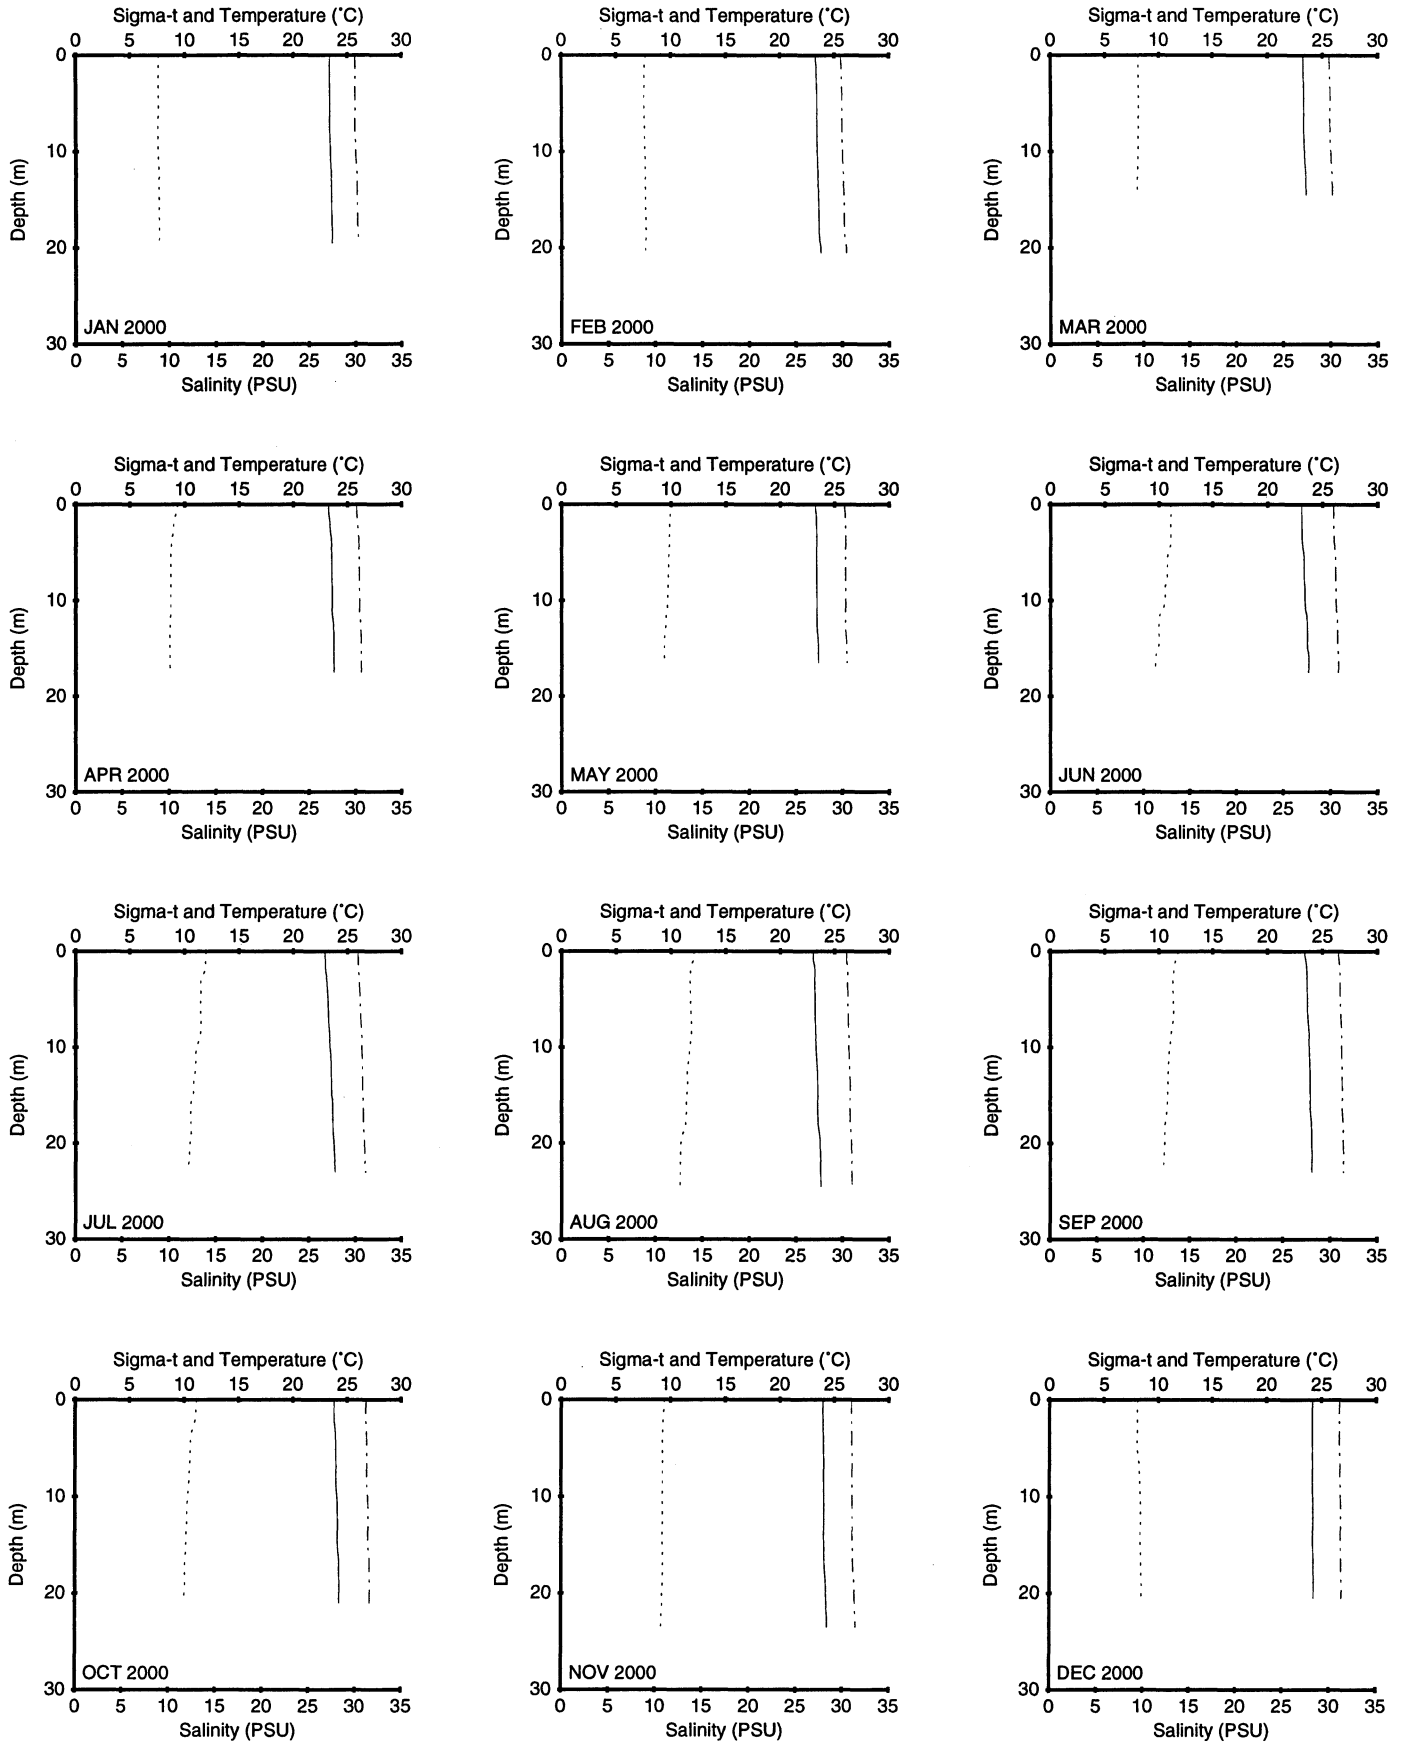 Sigma-t and Temperature (˚C)
0 5 10 15 20 25 30
0
10
20
30
Depth (m)
JAN 2000
0 5 10 15 20 25 30 35
Salinity (PSU)
Sigma-t and Temperature (˚C)
0 5 10 15 20 25 30
0
10
20
30
Depth (m)
FEB 2000
0 5 10 15 20 25 30 35
Salinity (PSU)
Sigma-t and Temperature (˚C)
0 5 10 15 20 25 30
0
10
20
30
Depth (m)
MAR 2000
0 5 10 15 20 25 30 35
Salinity (PSU)
Sigma-t and Temperature (˚C)
0 5 10 15 20 25 30
0
10
20
30
Depth (m)
APR 2000
0 5 10 15 20 25 30 35
Salinity (PSU)
Sigma-t and Temperature (˚C)
0 5 10 15 20 25 30
0
10
20
30
Depth (m)
MAY 2000
0 5 10 15 20 25 30 35
Salinity (PSU)
Sigma-t and Temperature (˚C)
0 5 10 15 20 25 30
0
10
20
30
Depth (m)
JUN 2000
0 5 10 15 20 25 30 35
Salinity (PSU)
Sigma-t and Temperature (˚C)
0 5 10 15 20 25 30
0
10
20
30
Depth (m)
JUL 2000
0 5 10 15 20 25 30 35
Salinity (PSU)
Sigma-t and Temperature (˚C)
0 5 10 15 20 25 30
0
10
20
30
Depth (m)
AUG 2000
0 5 10 15 20 25 30 35
Salinity (PSU)
Sigma-t and Temperature (˚C)
0 5 10 15 20 25 30
0
10
20
30
Depth (m)
SEP 2000
0 5 10 15 20 25 30 35
Salinity (PSU)
Sigma-t and Temperature (˚C)
0 5 10 15 20 25 30
0
10
20
30
Depth (m)
OCT 2000
0 5 10 15 20 25 30 35
Salinity (PSU)
Sigma-t and Temperature (˚C)
0 5 10 15 20 25 30
0
10
20
30
Depth (m)
NOV 2000
0 5 10 15 20 25 30 35
Salinity (PSU)
Sigma-t and Temperature (˚C)
0 5 10 15 20 25 30
0
10
20
30
Depth (m)
DEC 2000
0 5 10 15 20 25 30 35
Salinity (PSU)